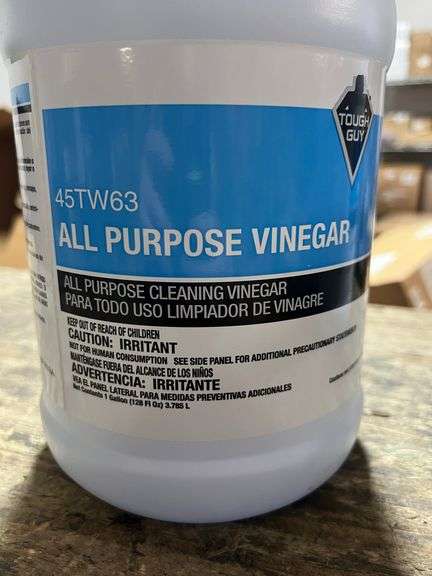 TOUGH
GUY
45TW63
ALL PURPOSE VINEGAR
ALL PURPOSE CLEANING VINEGAR
PARA TODO USO LIMPIADOR DE VINAGRE
KEEP OUT OF REACH OF CHILDREN
CAUTION: IRRITANT
NOT FOR HUMAN CONSUMPTION SEE SIDE PANEL FOR ADDITIONAL PRECAUTIONARY STATEMENTS
MANTÉNGASE FUERA DEL ALCANCE DE LOS NIÑOS
ADVERTENCIA: IRRITANTE
VEA EL PANEL LATERAL PARA MEDIDAS PREVENTIVAS ADICIONALES
Net Contents 1 Gallon (128 Fl Oz) 3.785 L